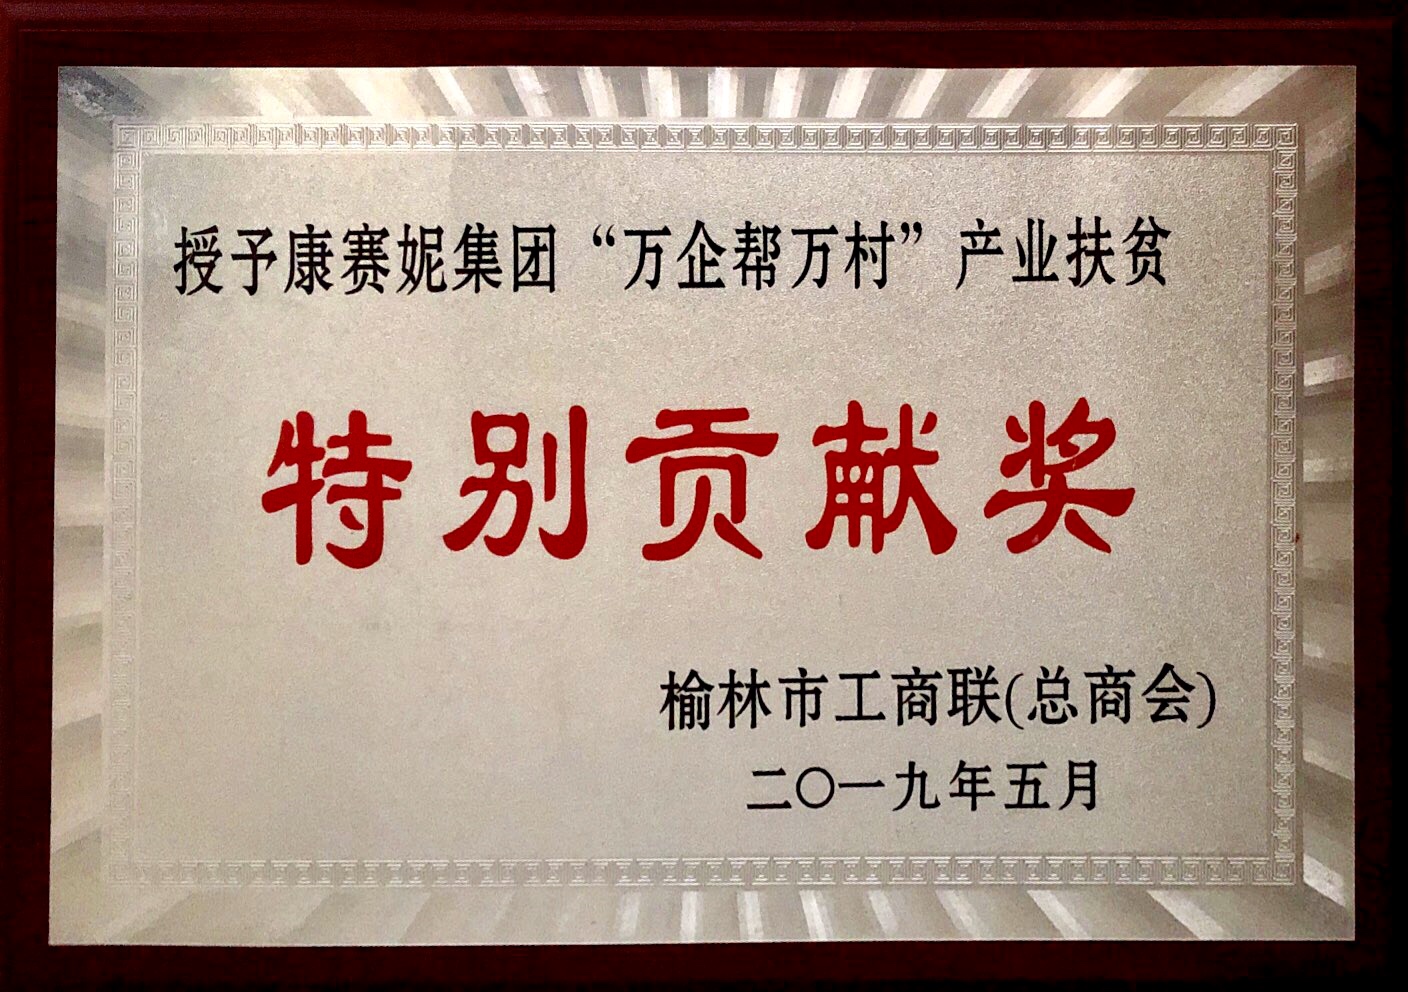 授予康赛妮集团“万企帮万村”产业扶贫
特别贡献奖
榆林市工商联(总商会)
二〇一九年五月